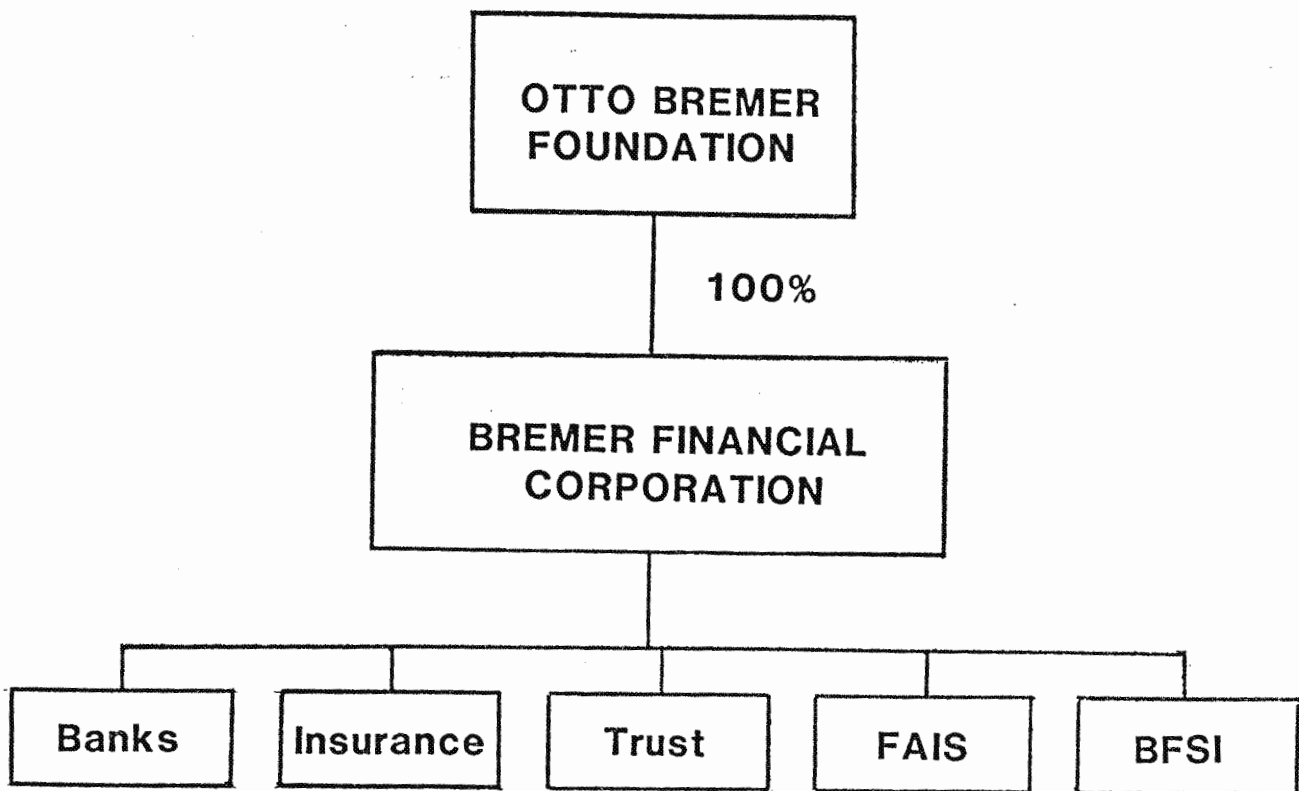 OTTO BREMER
FOUNDATION
100%
BREMER FINANCIAL
CORPORATION
Banks
Insurance
Trust
FAIS
BFSI